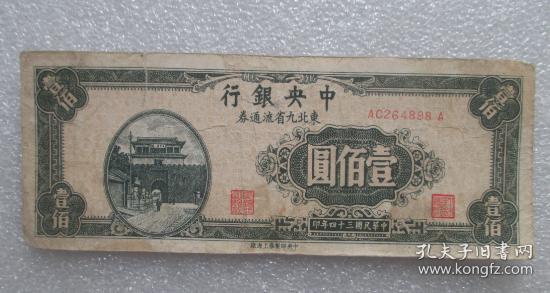 行銀央中
券通流省九北東
AC264898 A
圓佰壹
壹佰
壹佰
壹佰
壹佰
印年四十三國民華中
孔夫子旧书网
www.kongfz.com